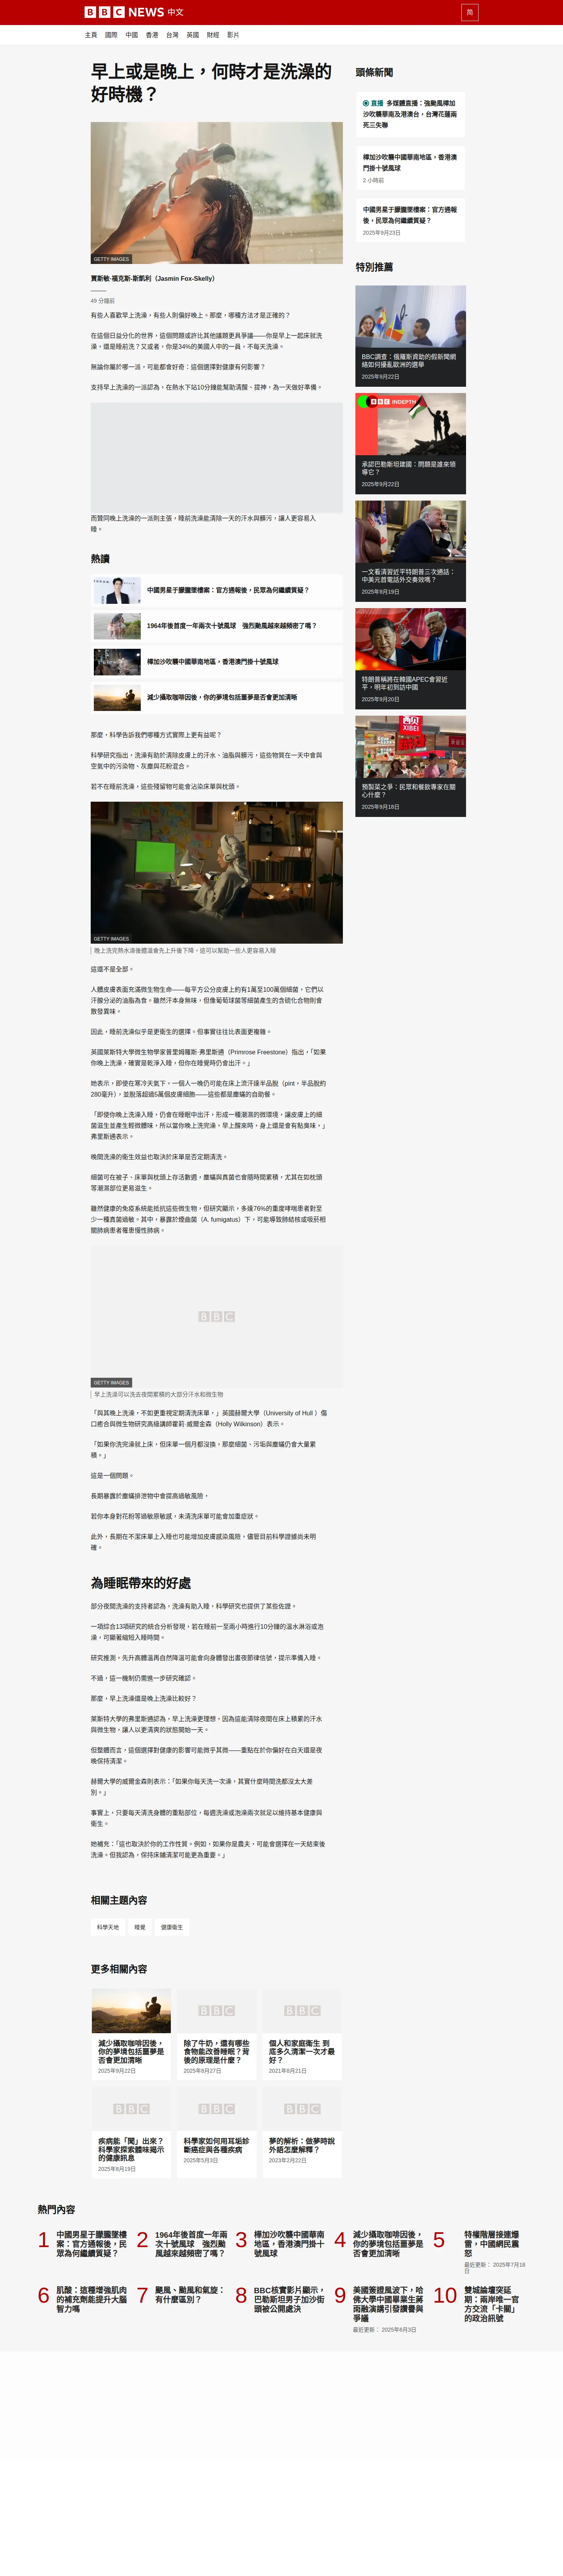 BBC NEWS 中文
简
主頁 國際 中國 香港 台灣 英國 財經 影片
早上或是晚上，何時才是洗澡的
好時機？
GETTY IMAGES
賈斯敏·福克斯-斯凱利（Jasmin Fox-Skelly）
49 分鐘前
有些人喜歡早上洗澡，有些人則偏好晚上。那麼，哪種方法才是正確的？
在這個日益分化的世界，這個問題或許比其他議題更具爭議——你是早上一起床就洗
澡，還是睡前洗？又或者，你是34%的美國人中的一員，不每天洗澡。
無論你屬於哪一派，可能都會好奇：這個選擇對健康有何影響？
支持早上洗澡的一派認為，在熱水下站10分鐘能幫助清醒、提神，為一天做好準備。
而贊同晚上洗澡的一派則主張，睡前洗澡能清除一天的汗水與髒污，讓人更容易入
睡。
熱讀
中國男星于朦朧墜樓案：官方通報後，民眾為何繼續質疑？
1964年後首度一年兩次十號風球　強烈颱風越來越頻密了嗎？
樺加沙吹襲中國華南地區，香港澳門掛十號風球
減少攝取咖啡因後，你的夢境包括噩夢是否會更加清晰
那麼，科學告訴我們哪種方式實際上更有益呢？
科學研究指出，洗澡有助於清除皮膚上的汗水、油脂與髒污，這些物質在一天中會與
空氣中的污染物、灰塵與花粉混合。
若不在睡前洗澡，這些殘留物可能會沾染床單與枕頭。
GETTY IMAGES
晚上洗完熱水澡後體溫會先上升後下降，這可以幫助一些人更容易入睡
這還不是全部。
人體皮膚表面充滿微生物生命——每平方公分皮膚上約有1萬至100萬個細菌，它們以
汗腺分泌的油脂為食。雖然汗本身無味，但像葡萄球菌等細菌產生的含硫化合物則會
散發異味。
因此，睡前洗澡似乎是更衛生的選擇。但事實往往比表面更複雜。
英國萊斯特大學微生物學家普里姆羅斯·弗里斯通（Primrose Freestone）指出，「如果
你晚上洗澡，確實是乾淨入睡，但你在睡覺時仍會出汗。」
她表示，即使在寒冷天氣下，一個人一晚仍可能在床上流汗達半品脫（pint，半品脫約
280毫升），並脫落超過5萬個皮膚細胞——這些都是塵蟎的自助餐。
「即使你晚上洗澡入睡，仍會在睡眠中出汗，形成一種潮濕的微環境，讓皮膚上的細
菌滋生並產生輕微體味，所以當你晚上洗完澡，早上醒來時，身上還是會有點臭味，」
弗里斯通表示。
晚間洗澡的衛生效益也取決於床單是否定期清洗。
細菌可在被子、床單與枕頭上存活數週，塵蟎與真菌也會隨時間累積，尤其在如枕頭
等潮濕部位更易滋生。
雖然健康的免疫系統能抵抗這些微生物，但研究顯示，多達76%的重度哮喘患者對至
少一種真菌過敏。其中，暴露於煙曲菌（A. fumigatus）下，可能導致肺結核或吸菸相
關肺病患者罹患慢性肺病。
BBC
GETTY IMAGES
早上洗澡可以洗去夜間累積的大部分汗水和微生物
「與其晚上洗澡，不如更重視定期清洗床單，」英國赫爾大學（University of Hull ）傷
口癒合與微生物研究高級講師霍莉·威爾金森（Holly Wilkinson）表示。
「如果你洗完澡就上床，但床單一個月都沒換，那麼細菌、污垢與塵蟎仍會大量累
積。」
這是一個問題。
長期暴露於塵蟎排泄物中會提高過敏風險，
若你本身對花粉等過敏原敏感，未清洗床單可能會加重症狀。
此外，長期在不潔床單上入睡也可能增加皮膚感染風險，儘管目前科學證據尚未明
確。
為睡眠帶來的好處
部分夜間洗澡的支持者認為，洗澡有助入睡，科學研究也提供了某些佐證。
一項綜合13項研究的統合分析發現，若在睡前一至兩小時進行10分鐘的溫水淋浴或泡
澡，可顯著縮短入睡時間。
研究推測，先升高體溫再自然降溫可能會向身體發出晝夜節律信號，提示準備入睡。
不過，這一機制仍需進一步研究確認。
那麼，早上洗澡還是晚上洗澡比較好？
萊斯特大學的弗里斯通認為，早上洗澡更理想，因為這能清除夜間在床上積累的汗水
與微生物，讓人以更清爽的狀態開始一天。
但整體而言，這個選擇對健康的影響可能微乎其微——重點在於你偏好在白天還是夜
晚保持清潔。
赫爾大學的威爾金森則表示：「如果你每天洗一次澡，其實什麼時間洗都沒太大差
別。」
事實上，只要每天清洗身體的重點部位，每週洗澡或泡澡兩次就足以維持基本健康與
衛生。
她補充：「這也取決於你的工作性質。例如，如果你是農夫，可能會選擇在一天結束後
洗澡。但我認為，保持床鋪清潔可能更為重要。」
相關主題內容
科學天地 睡覺 健康衛生
更多相關內容
減少攝取咖啡因後，
你的夢境包括噩夢是
否會更加清晰
2025年9月22日
BBC
除了牛奶，還有哪些
食物能改善睡眠？背
後的原理是什麼？
2025年8月27日
BBC
個人和家庭衛生 到
底多久清潔一次才最
好？
2021年6月21日
BBC
疾病能「聞」出來？
科學家探索體味揭示
的健康訊息
2025年8月19日
BBC
科學家如何用耳垢診
斷癌症與各種疾病
2025年5月3日
BBC
夢的解析：做夢時說
外語怎麼解釋？
2023年2月22日
頭條新聞
直播 多媒體直播：強颱風樺加
沙吹襲華南及港澳台，台灣花蓮兩
死三失聯
樺加沙吹襲中國華南地區，香港澳
門掛十號風球
2 小時前
中國男星于朦朧墜樓案：官方通報
後，民眾為何繼續質疑？
2025年9月23日
特別推薦
BBC調查：俄羅斯資助的假新聞網
絡如何擾亂歐洲的選舉
2025年9月22日
BBC INDEPTH
承認巴勒斯坦建國：問題是誰來領
導它？
2025年9月22日
一文看清習近平特朗普三次通話：
中美元首電話外交奏效嗎？
2025年9月19日
特朗普稱將在韓國APEC會習近
平，明年初到訪中國
2025年9月20日
西贝
XIBEI
預製菜之爭：民眾和餐飲專家在關
心什麼？
2025年9月18日
熱門內容
1 中國男星于朦朧墜樓
案：官方通報後，民
眾為何繼續質疑？
2 1964年後首度一年兩
次十號風球　強烈颱
風越來越頻密了嗎？
3 樺加沙吹襲中國華南
地區，香港澳門掛十
號風球
4 減少攝取咖啡因後，
你的夢境包括噩夢是
否會更加清晰
5 特權階層接連爆
雷，中國網民震
怒
最近更新： 2025年7月18
日
6 肌酸：這種增強肌肉
的補充劑能提升大腦
智力嗎
7 颶風、颱風和氣旋：
有什麼區別？
8 BBC核實影片顯示，
巴勒斯坦男子加沙街
頭被公開處決
9 美國簽證風波下，哈
佛大學中國畢業生蔣
雨融演講引發讚譽與
爭議
最近更新： 2025年6月3日
10 雙城論壇突延
期：兩岸唯一官
方交流「卡關」
的政治訊號